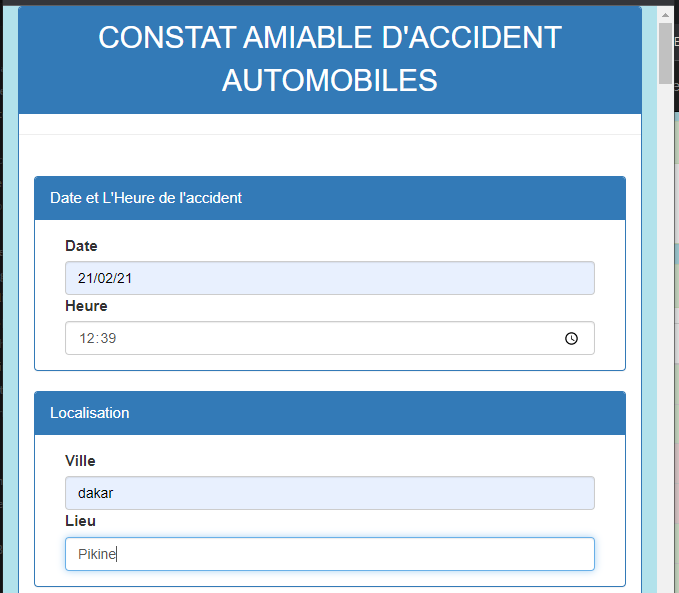 CONSTAT AMIABLE D'ACCIDENT
AUTOMOBILES
Date et L'Heure de l'accident
Date
21/02/21
Heure
12:39
Localisation
Ville
dakar
Lieu
Pikine